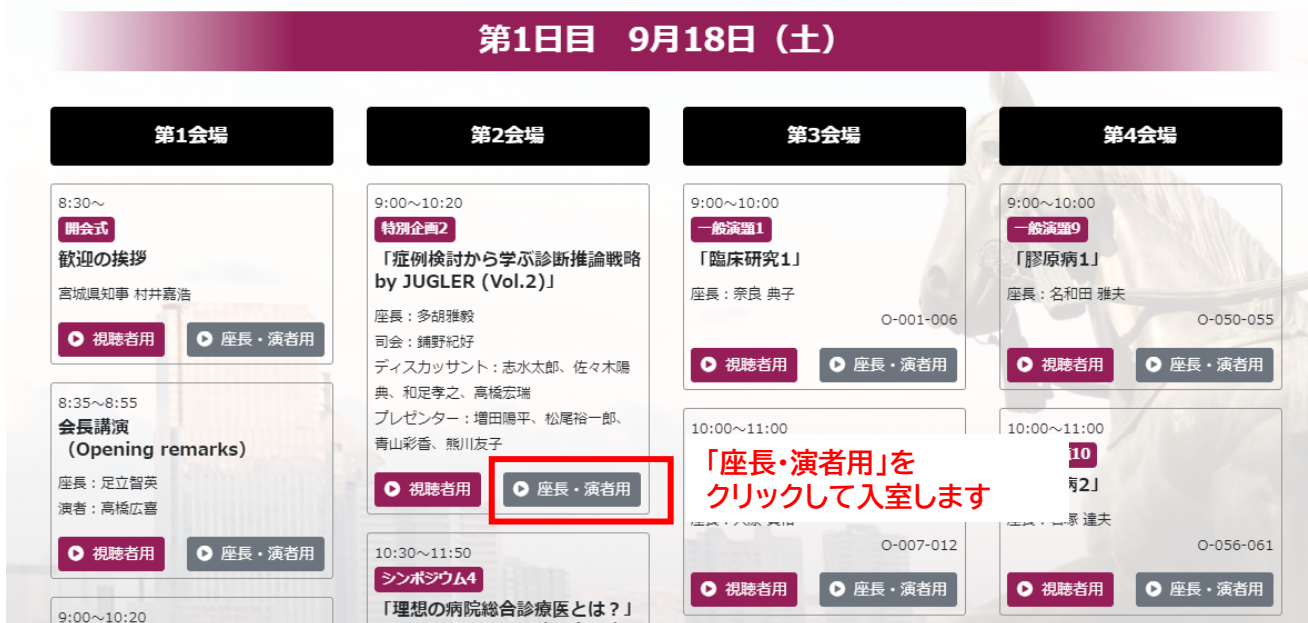 第1日目 9月18日（土）
第1会場
8:30～
開会式
歓迎の挨拶
宮城県知事 村井嘉浩
視聴者用
座長・演者用
8:35～8:55
会長講演
（Opening remarks）
座長：足立智英
演者：高橋広喜
視聴者用
座長・演者用
9:00～10:20
第2会場
9:00～10:20
特別企画2
「症例検討から学ぶ診断推論戦略
by JUGLER (Vol.2)」
座長：多胡雅毅
司会：鋪野紀好
ディスカッサント：志水太郎、佐々木陽
典、和足孝之、高橋宏瑞
プレゼンター：増田陽平、松尾裕一郎、
青山彩香、熊川友子
視聴者用
座長・演者用
10:30～11:50
シンポジウム4
「理想の病院総合診療医とは？」
第3会場
9:00～10:00
一般演題1
「臨床研究1」
座長：奈良 典子
O-001-006
視聴者用
座長・演者用
10:00～11:00
「座長・演者用」を
クリックして入室します
O-007-012
視聴者用
座長・演者用
第4会場
9:00～10:00
一般演題9
「膠原病1」
座長：名和田 雅夫
O-050-055
視聴者用
座長・演者用
10:00～11:00
10
病2」
達夫
O-056-061
視聴者用
座長・演者用